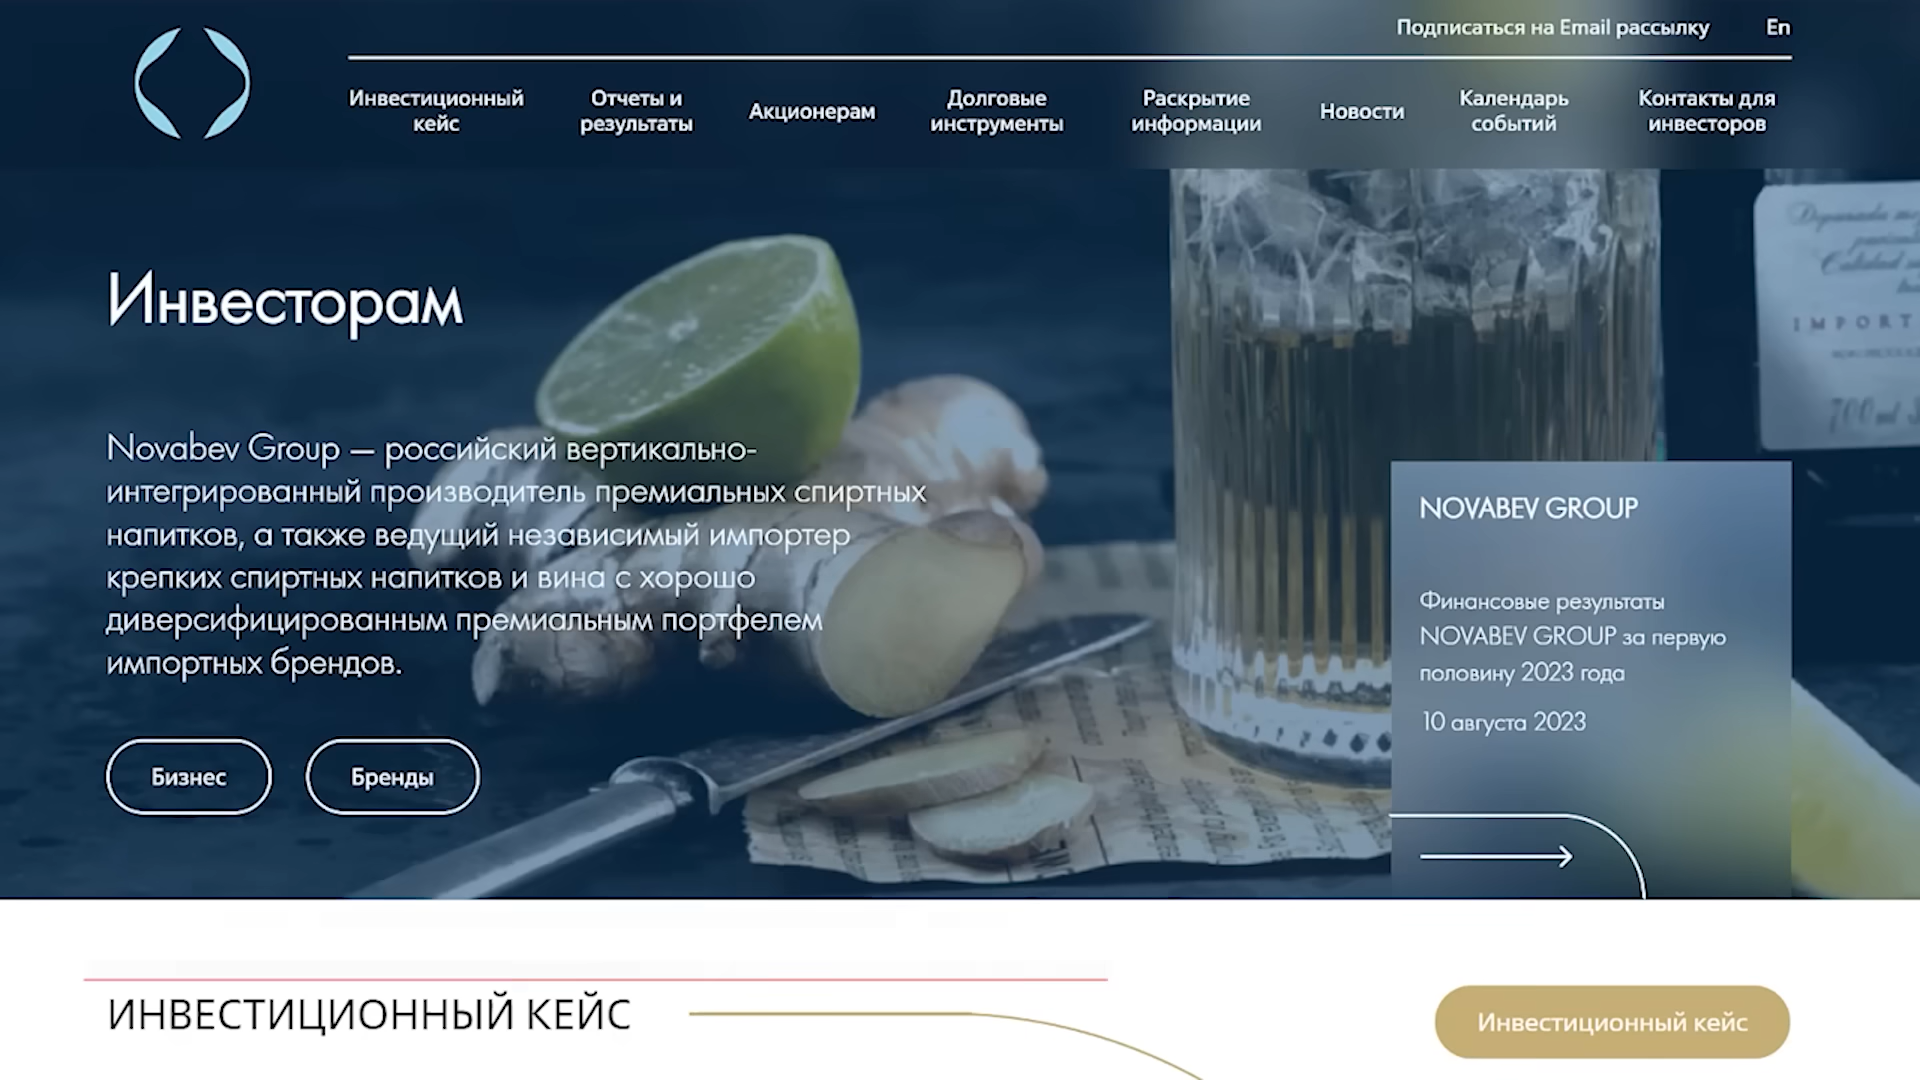 Подписаться на Email рассылку En
Инвестиционный
кейс
Отчеты и
результаты
Акционерам
Долговые
инструменты
Раскрытие
информации
Новости
Календарь
событий
Контакты для
инвесторов
Инвесторам
Novabev Group — российский вертикально-
интегрированный производитель премиальных спиртных
напитков, а также ведущий независимый импортер
крепких спиртных напитков и вина с хорошо
диверсифицированным премиальным портфелем
импортных брендов.
Бизнес
Бренды
IMPORT
700 ml
NOVABEV GROUP
Финансовые результаты
NOVABEV GROUP за первую
половину 2023 года
10 августа 2023
ИНВЕСТИЦИОННЫЙ КЕЙС
Инвестиционный кейс